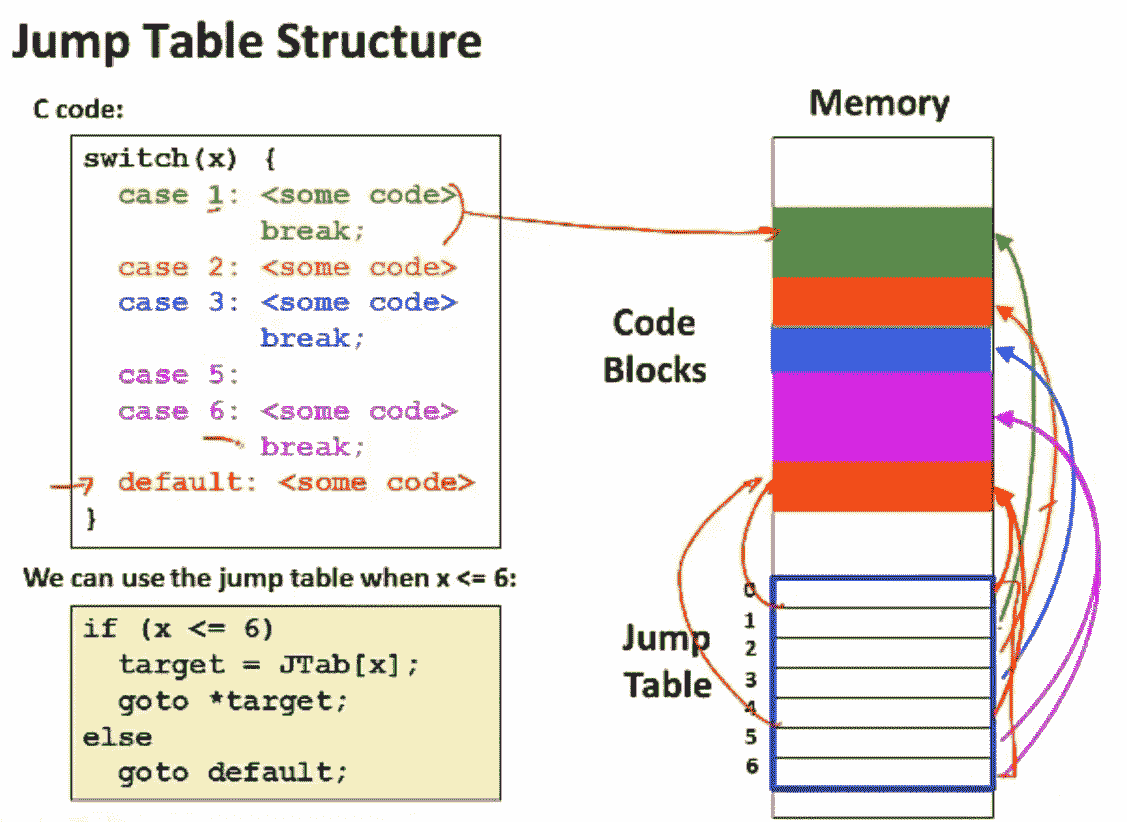 Jump Table Structure
C code:
switch(x) {
case 1: <some code>
break;
case 2: <some code>
case 3: <some code>
break;
case 5:
case 6: <some code>
break;
default: <some code>
}
We can use the jump table when x <= 6:
if (x <= 6)
target = JTab[x];
goto *target;
else
goto default;
Memory
Code
Blocks
Jump
Table
0
1
2
3
4
5
6